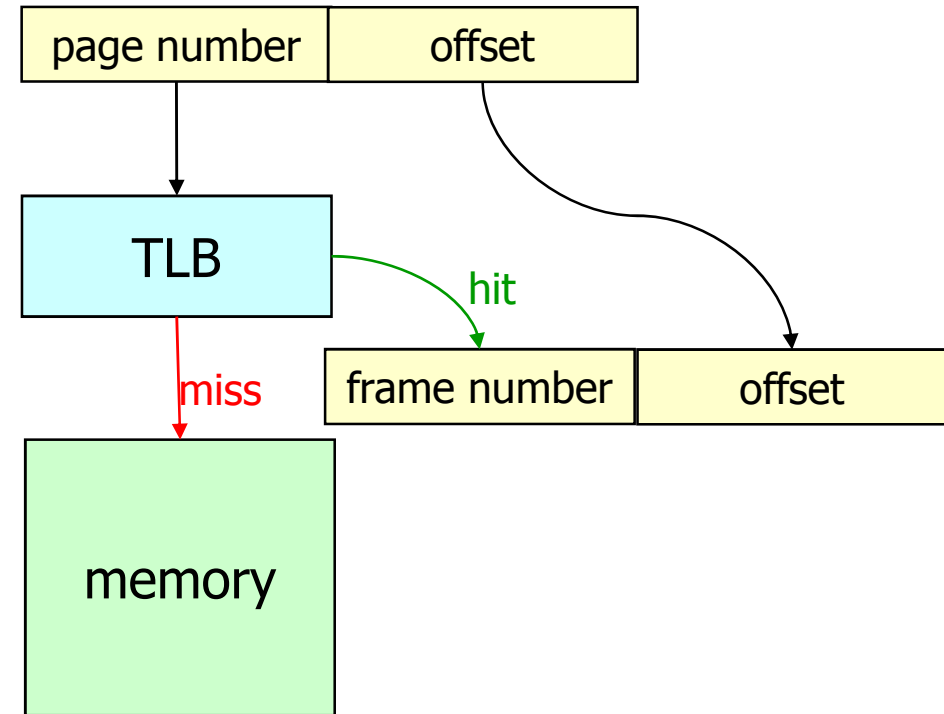 page number offset
TLB
hit
miss
frame number offset
memory